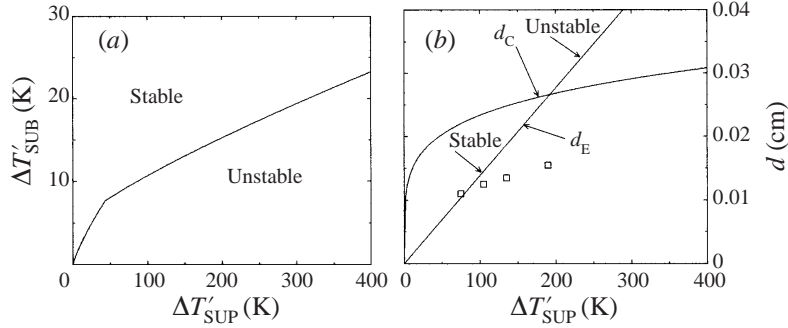 (a)
30
20
10
0
100
200
300
400
ΔT′SUB (K)
ΔT′SUP (K)
Stable
Unstable
(b)
Unstable
dC
Stable
dE
0.04
0.03
0.02
0.01
0
0
100
200
300
400
d (cm)
ΔT′SUP (K)